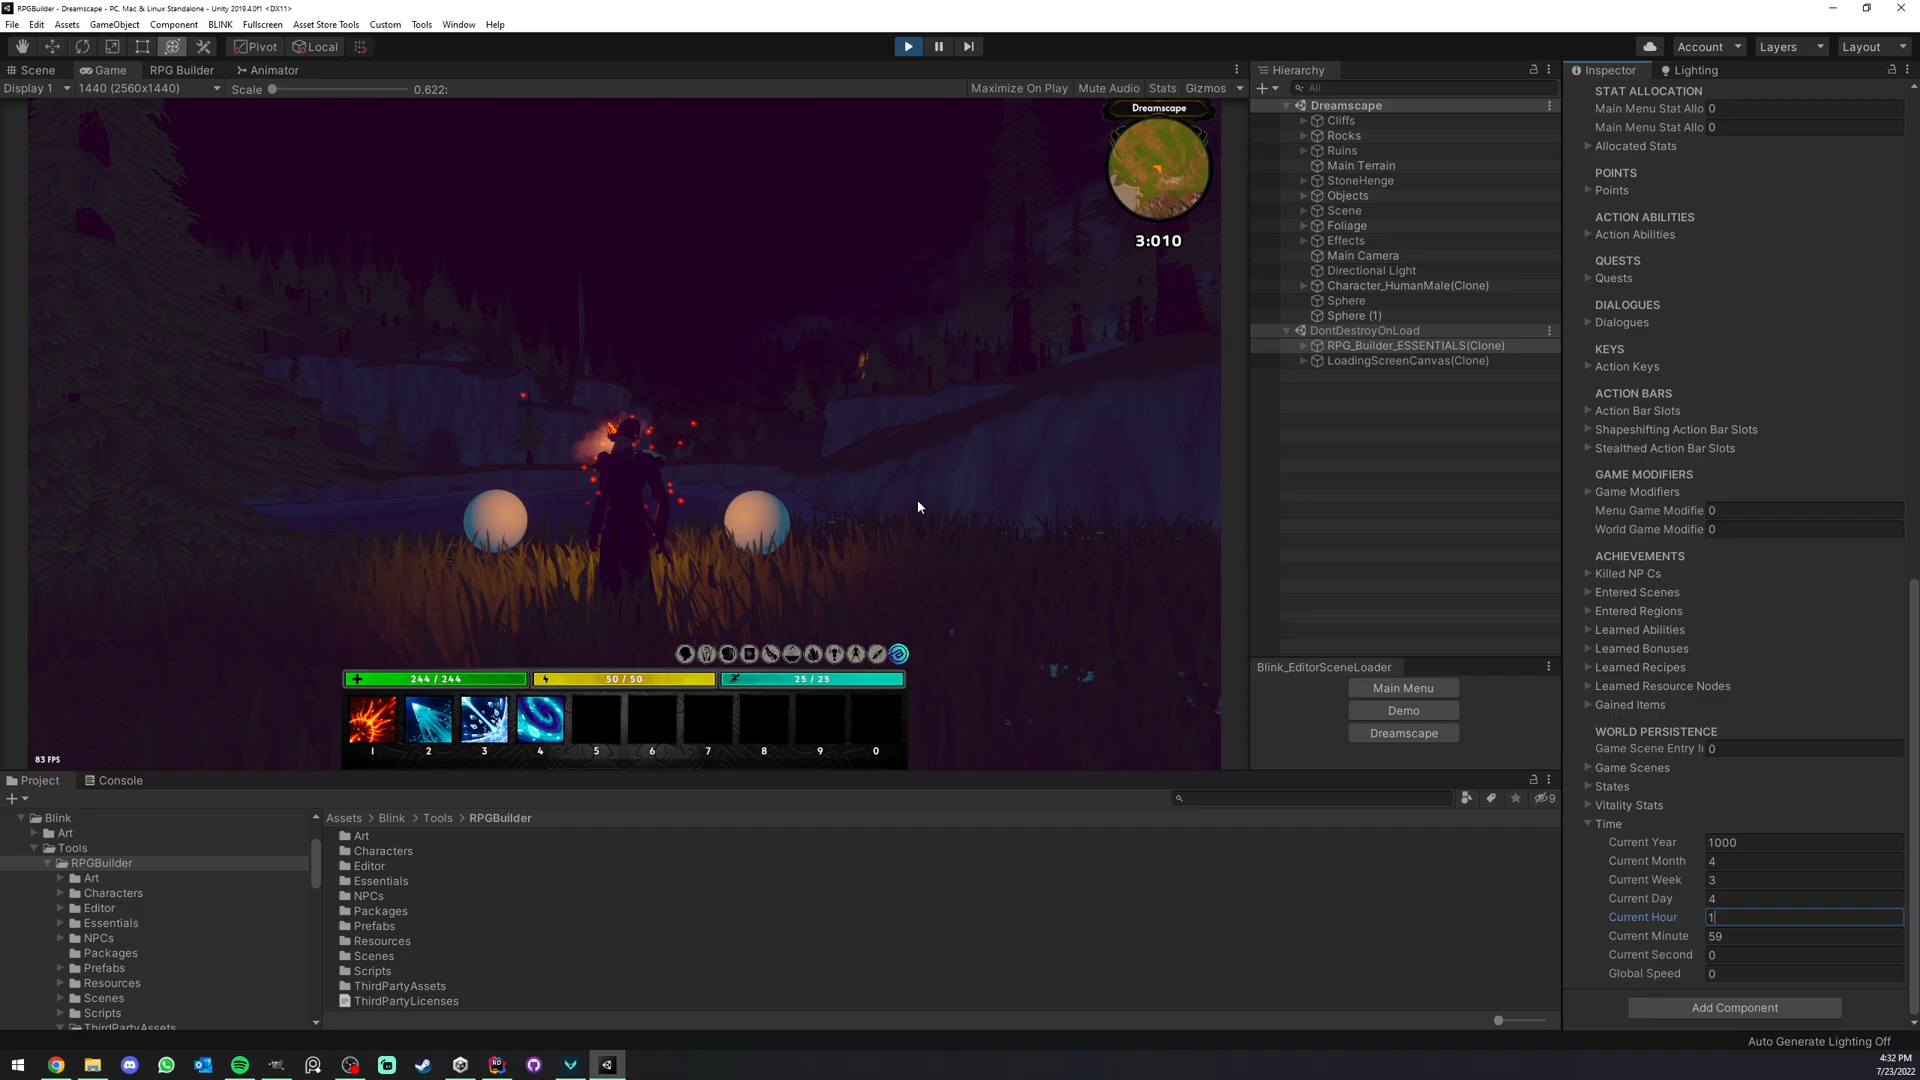 RPGBuilder - Dreamscape - PC, Mac & Linux Standalone - Unity 2019.4.0f1 <DX11>
File Edit Assets GameObject Component BLINK Fullscreen Asset Store Tools Custom Tools Window Help
Pivot Local Account Layers Layout
Scene Game RPG Builder Animator
Display 1 1440 (2560x1440) Scale 0.622: Maximize On Play Mute Audio Stats Gizmos
Dreamscape
3:010
244 / 244 50 / 50 25 / 25
1 2 3 4 5 6 7 8 9 0
83 FPS
Hierarchy
All
Dreamscape
Cliffs
Rocks
Ruins
Main Terrain
StoneHenge
Objects
Scene
Foliage
Effects
Main Camera
Directional Light
Character_HumanMale(Clone)
Sphere
Sphere (1)
DontDestroyOnLoad
RPG_Builder_ESSENTIALS(Clone)
LoadingScreenCanvas(Clone)
Blink_EditorSceneLoader
Main Menu
Demo
Dreamscape
Inspector Lighting
STAT ALLOCATION
Main Menu Stat Allo 0
Main Menu Stat Allo 0
Allocated Stats
POINTS
Points
ACTION ABILITIES
Action Abilities
QUESTS
Quests
DIALOGUES
Dialogues
KEYS
Action Keys
ACTION BARS
Action Bar Slots
Shapeshifting Action Bar Slots
Stealthed Action Bar Slots
GAME MODIFIERS
Game Modifiers
Menu Game Modifie 0
World Game Modifie 0
ACHIEVEMENTS
Killed NP Cs
Entered Scenes
Entered Regions
Learned Abilities
Learned Bonuses
Learned Recipes
Learned Resource Nodes
Gained Items
WORLD PERSISTENCE
Game Scene Entry I 0
Game Scenes
States
Vitality Stats
Time
Current Year 1000
Current Month 4
Current Week 3
Current Day 4
Current Hour 1
Current Minute 59
Current Second 0
Global Speed 0
Add Component
Project Console
9
Blink
Art
Tools
RPGBuilder
Art
Characters
Editor
Essentials
NPCs
Packages
Prefabs
Resources
Scenes
Scripts
ThirdPartyAssets
Assets > Blink > Tools > RPGBuilder
Art
Characters
Editor
Essentials
NPCs
Packages
Prefabs
Resources
Scenes
Scripts
ThirdPartyAssets
ThirdPartyLicenses
Auto Generate Lighting Off
4:32 PM
7/23/2022